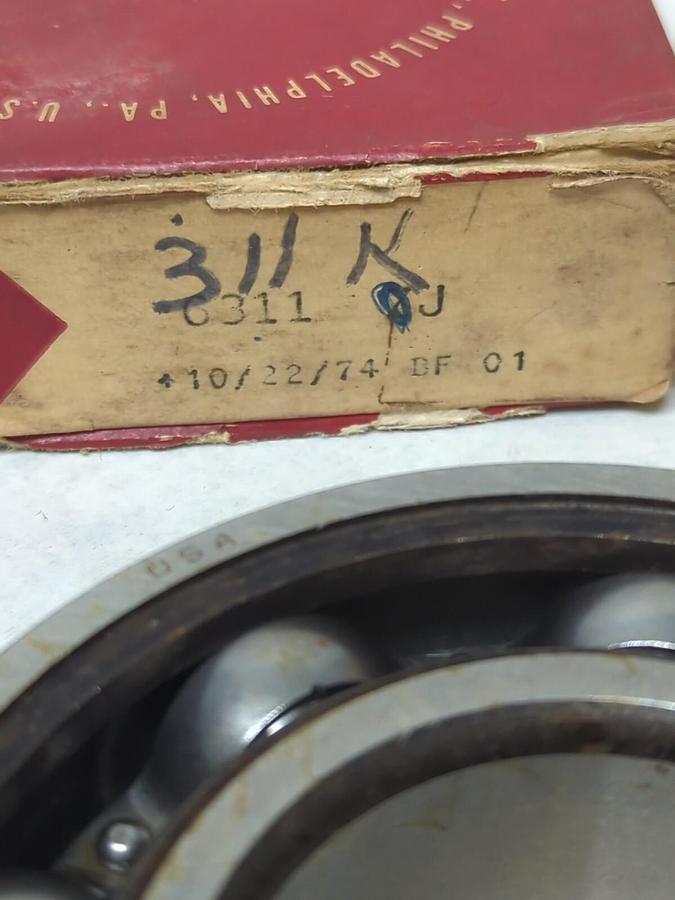 , PHILADELPHIA, PA., U.S
311 K
6311 J
+10/22/74 BF 01
USA